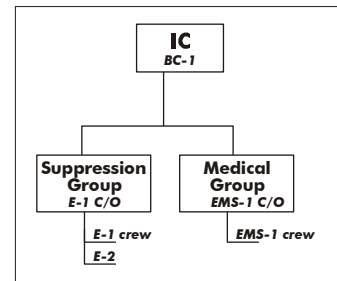 IC
BC-1
Suppression
Group
E-1 C/O
E-1 crew
E-2
Medical
Group
EMS-1 C/O
EMS-1 crew